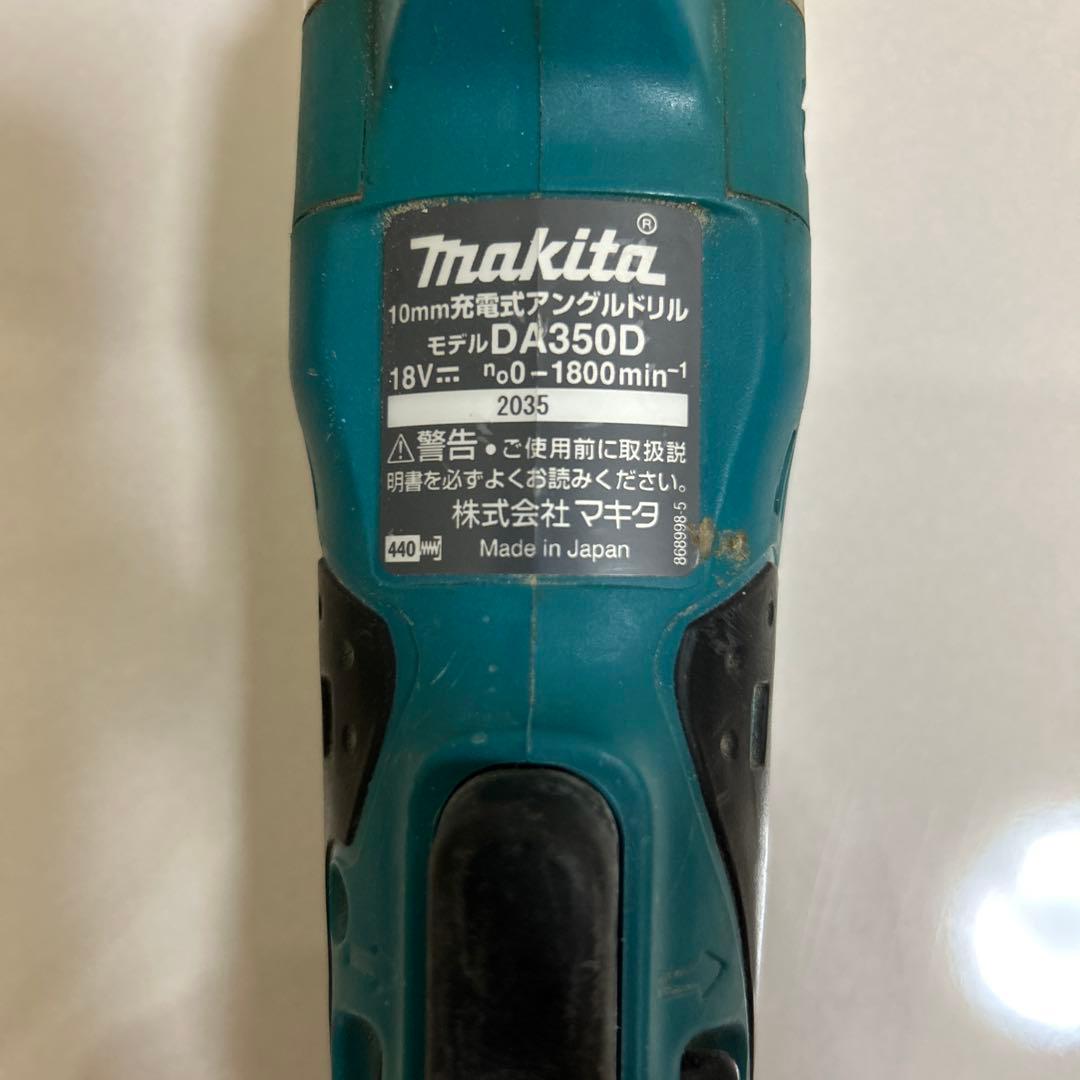 makita®
10mm充電式アングルドリル
モデルDA350D
18V⎓ n₀0-1800min⁻¹
2035
⚠警告・ご使用前に取扱説
明書を必ずよくお読みください。
株式会社マキタ
440 Made in Japan
868998-5